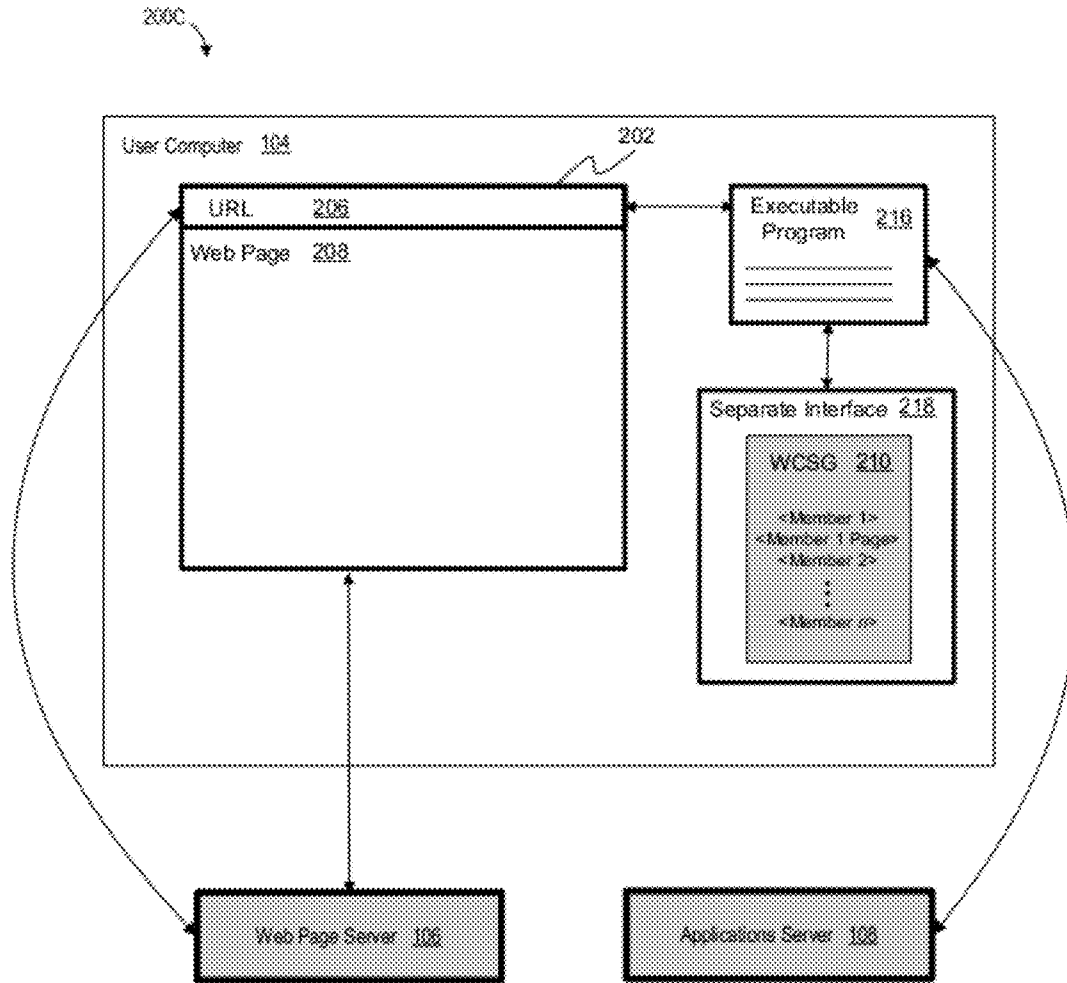 200C
User Computer 104
202
URL 206
Web Page 208
Executable
Program 216
Separate Interface 218
WCSG 210
<Member 1>
<Member 1 Page>
<Member 2>
<Member n>
Web Page Server 106
Applications Server 108